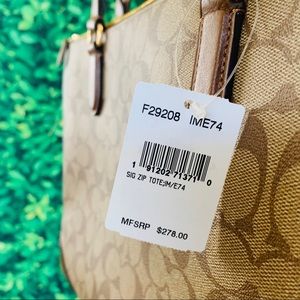 F29208 IME74
1 91202 71371 0
SIG ZIP TOTE;IM/E74
MFSRP $278.00